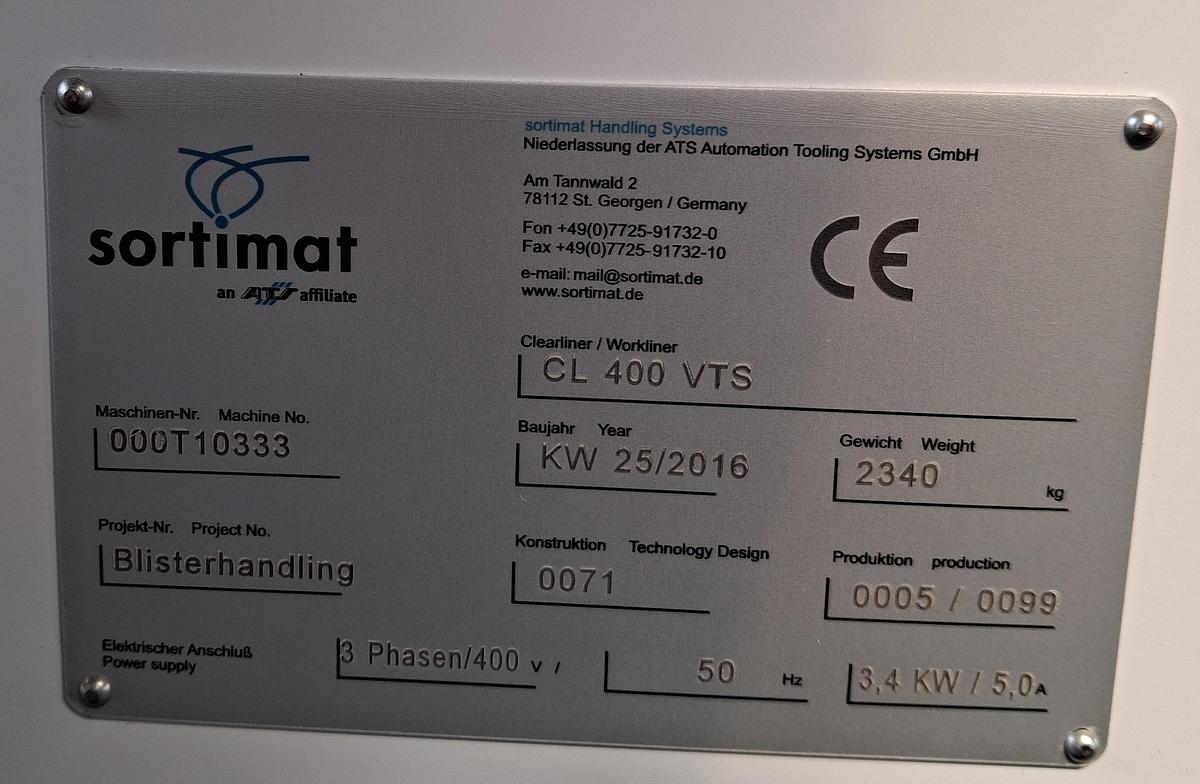 sortimat
an ATS affiliate
sortimat Handling Systems
Niederlassung der ATS Automation Tooling Systems GmbH
Am Tannwald 2
78112 St. Georgen / Germany
Fon +49(0)7725-91732-0
Fax +49(0)7725-91732-10
e-mail: mail@sortimat.de
www.sortimat.de
CE
Clearliner / Workliner
CL 400 VTS
Maschinen-Nr. Machine No.
000T10333
Baujahr Year
KW 25/2016
Gewicht Weight
2340 kg
Projekt-Nr. Project No.
Blisterhandling
Konstruktion Technology Design
0071
Produktion production
0005 / 0099
Elektrischer Anschluß
Power supply
3 Phasen/400 V / 50 Hz 3,4 KW / 5,0 A